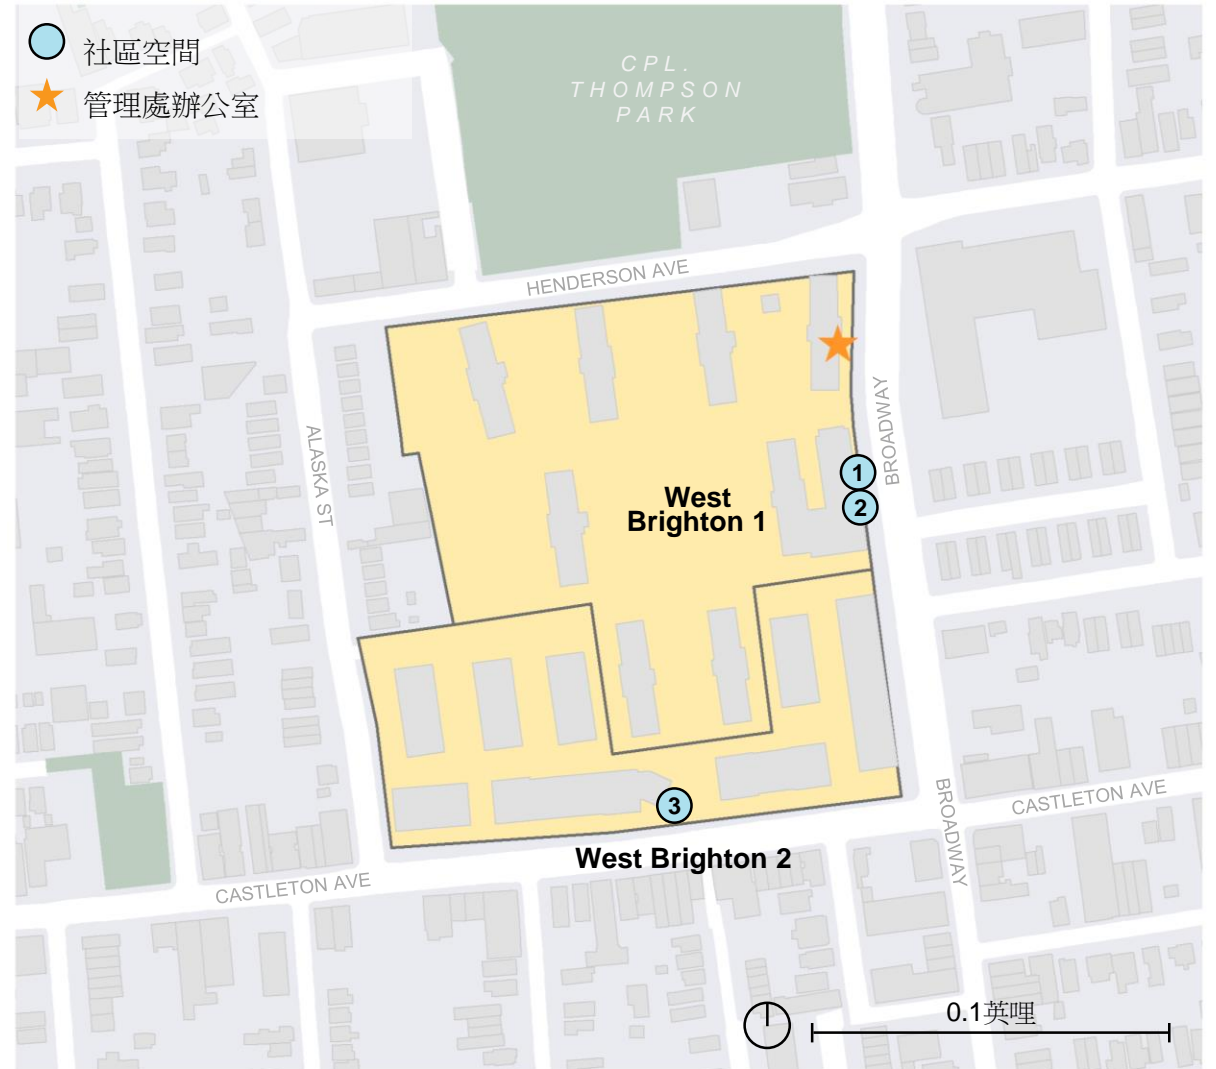 社區空間
管理處辦公室
CPL.
THOMPSON
PARK
HENDERSON AVE
BROADWAY
ALASKA ST
1
2
West
Brighton 1
3
West Brighton 2
BROADWAY
CASTLETON AVE
CASTLETON AVE
0.1英哩